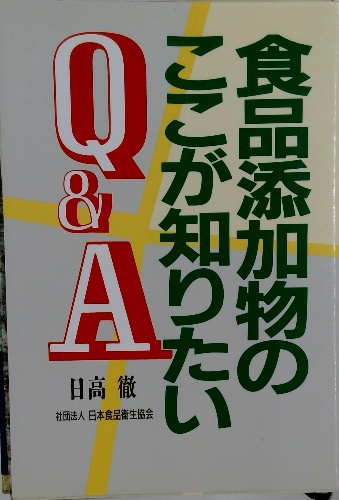 食品添加物の
ここが知りたい
Q&A
日高 徹
社団法人 日本食品衛生協会